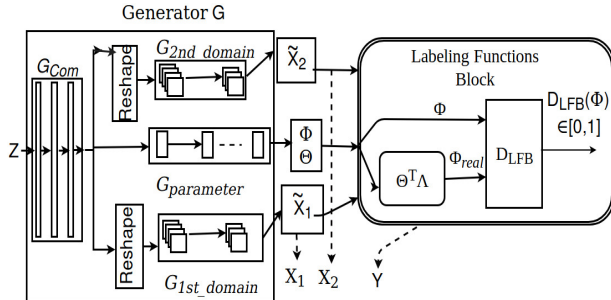 Generator G
G_Com
Z
Reshape
G_2nd_domain
G_parameter
Reshape
G_1st_domain
X̃_2
Φ
Θ
X̃_1
X_1
X_2
Y
Labeling Functions
Block
Φ
Θ^TΛ
Φ_real
D_LFB
D_LFB(Φ)
∈[0,1]